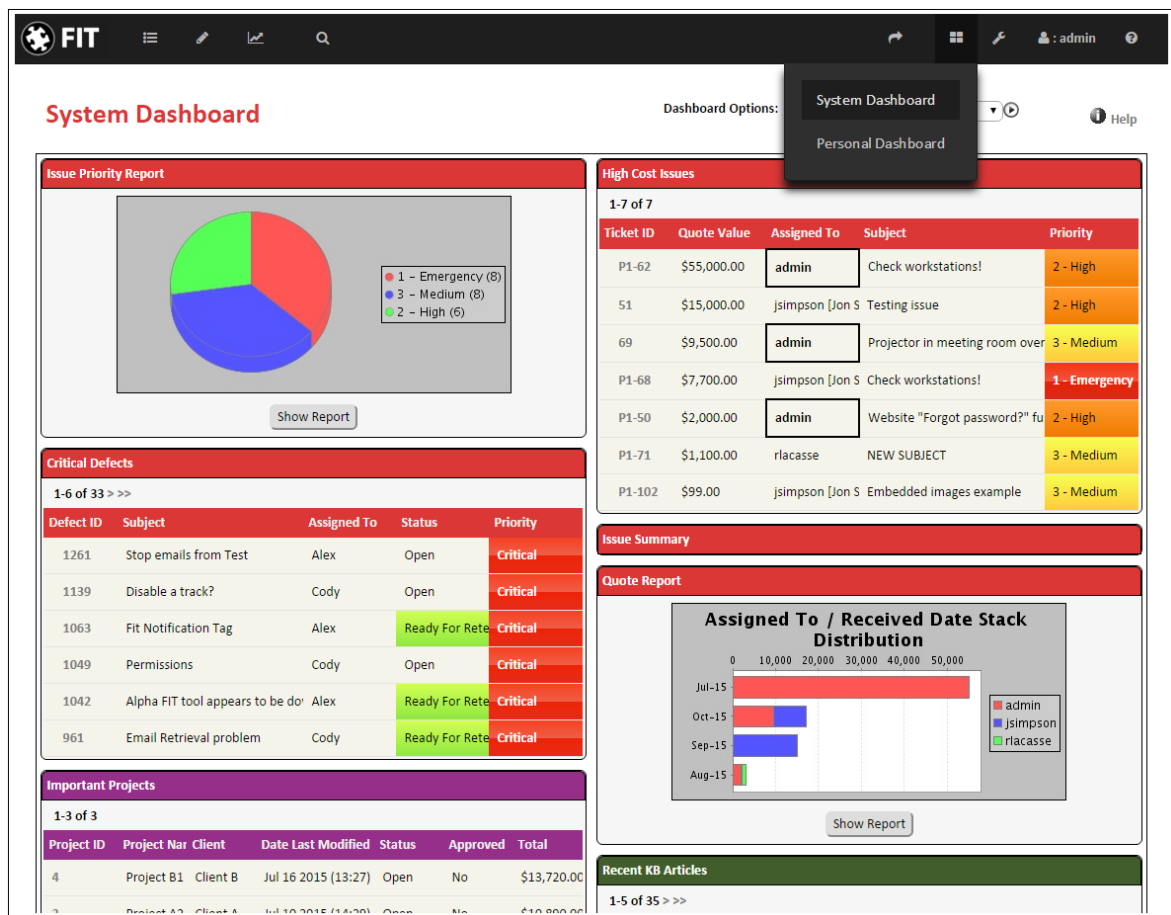 FIT
: admin
System Dashboard
Personal Dashboard
System Dashboard
Dashboard Options:
Help
Issue Priority Report
1 – Emergency (8)
3 – Medium (8)
2 – High (6)
Show Report
Critical Defects
1-6 of 33 > >>
Defect ID Subject Assigned To Status Priority
1261 Stop emails from Test Alex Open Critical
1139 Disable a track? Cody Open Critical
1063 Fit Notification Tag Alex Ready For Rete Critical
1049 Permissions Cody Open Critical
1042 Alpha FIT tool appears to be do Alex Ready For Rete Critical
961 Email Retrieval problem Cody Ready For Rete Critical
Important Projects
1-3 of 3
Project ID Project Nar Client Date Last Modified Status Approved Total
4 Project B1 Client B Jul 16 2015 (13:27) Open No $13,720.00
Project A2 Client A Jul 10 2015 (14:29) Open No
High Cost Issues
1-7 of 7
Ticket ID Quote Value Assigned To Subject Priority
P1-62 $55,000.00 admin Check workstations! 2 - High
51 $15,000.00 jsimpson [Jon S Testing issue 2 - High
69 $9,500.00 admin Projector in meeting room over 3 - Medium
P1-68 $7,700.00 jsimpson [Jon S Check workstations! 1 - Emergency
P1-50 $2,000.00 admin Website "Forgot password?" fu 2 - High
P1-71 $1,100.00 rlacasse NEW SUBJECT 3 - Medium
P1-102 $99.00 jsimpson [Jon S Embedded images example 3 - Medium
Issue Summary
Quote Report
Assigned To / Received Date Stack
Distribution
0 10,000 20,000 30,000 40,000 50,000
Jul-15
Oct-15
Sep-15
Aug-15
admin
jsimpson
rlacasse
Show Report
Recent KB Articles
1-5 of 35 > >>